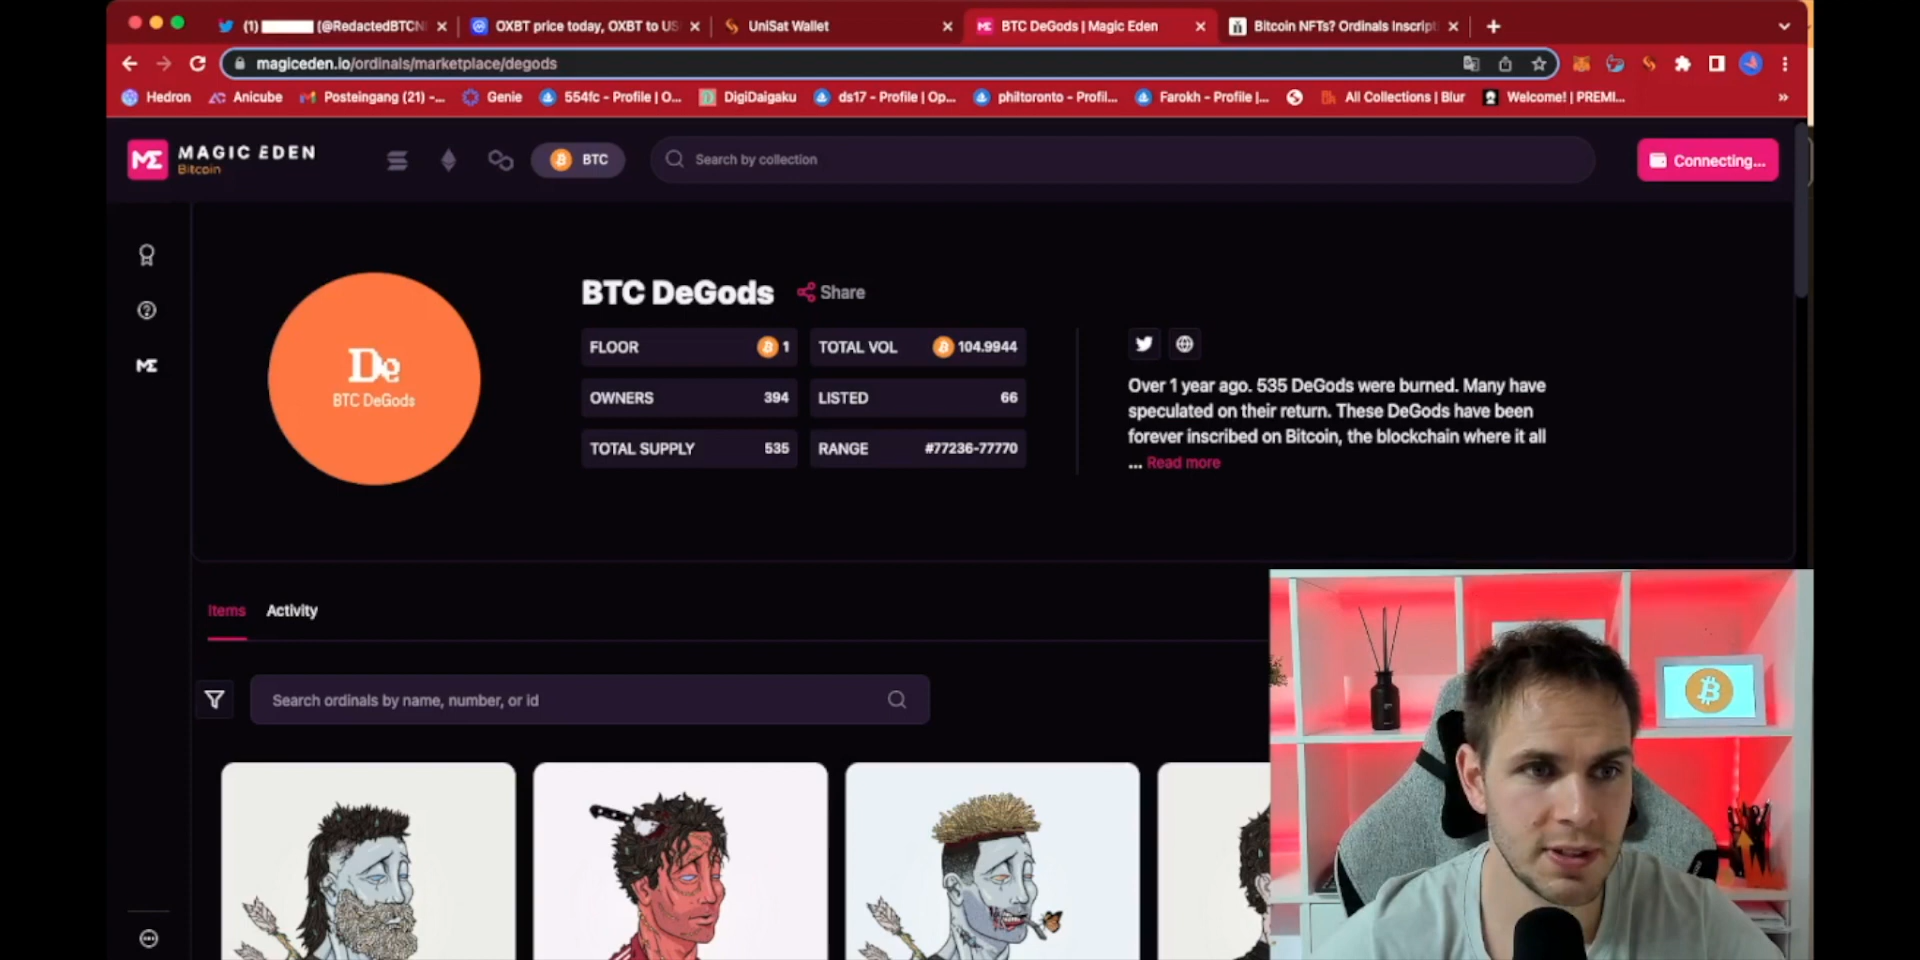 (1) (@RedactedBTCN
OXBT price today, OXBT to US
UniSat Wallet
BTC DeGods | Magic Eden
Bitcoin NFTs? Ordinals Inscript
magiceden.io/ordinals/marketplace/degods
Hedron
Anicube
Posteingang (21) -...
Genie
554fc - Profile | O...
DigiDaigaku
ds17 - Profile | Op...
philtoronto - Profil...
Farokh - Profile |...
All Collections | Blur
Welcome! | PREMI...
MAGIC EDEN
Bitcoin
BTC
Search by collection
Connecting...
De
BTC DeGods
BTC DeGods
Share
FLOOR 1
TOTAL VOL 104.9944
OWNERS 394
LISTED 66
TOTAL SUPPLY 535
RANGE #77236-77770
Over 1 year ago. 535 DeGods were burned. Many have
speculated on their return. These DeGods have been
forever inscribed on Bitcoin, the blockchain where it all
... Read more
Items
Activity
Search ordinals by name, number, or id